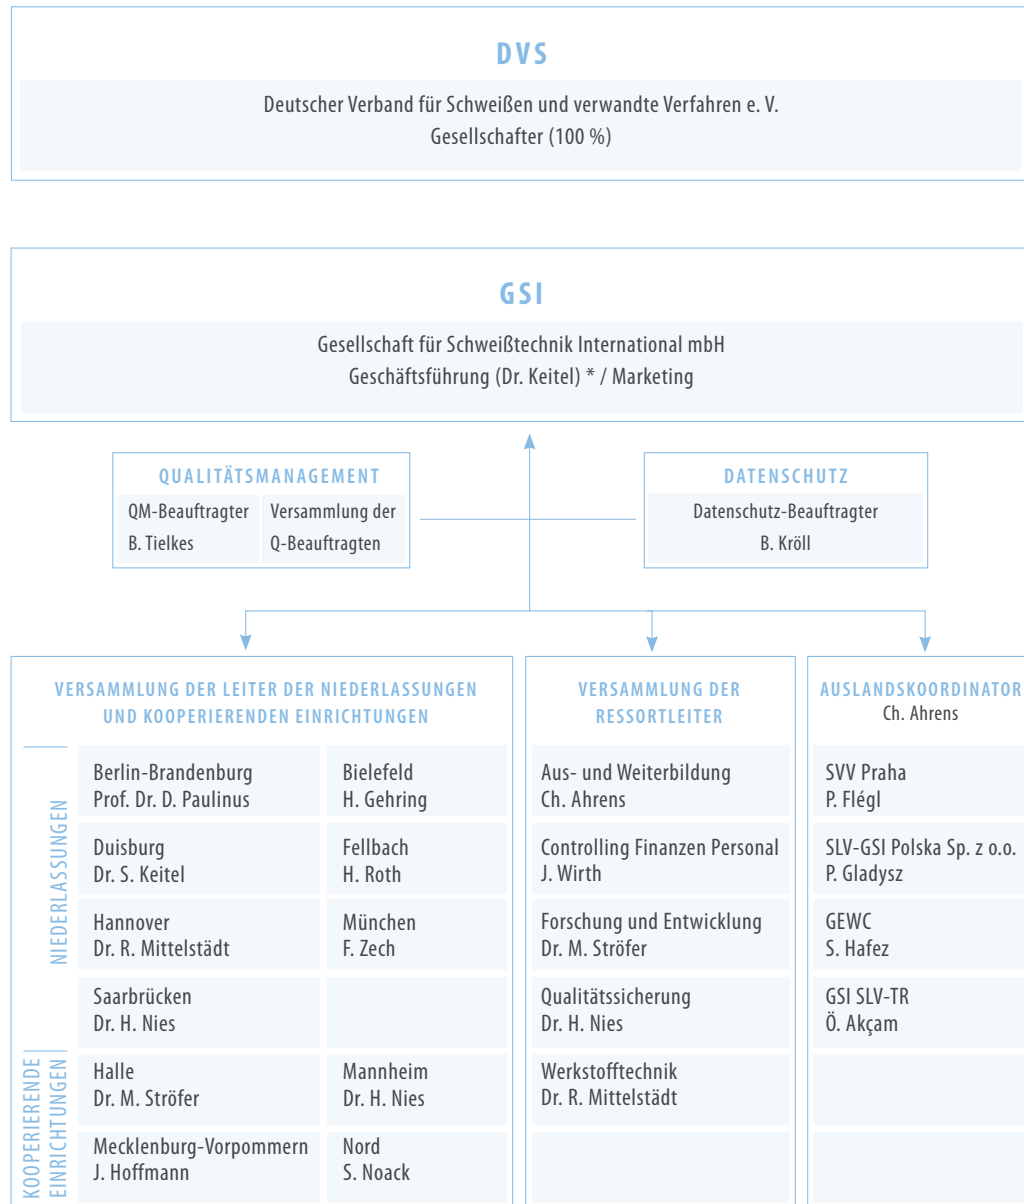 DVS
Deutscher Verband für Schweißen und verwandte Verfahren e. V.
Gesellschafter (100 %)
GSI
Gesellschaft für Schweißtechnik International mbH
Geschäftsführung (Dr. Keitel) * / Marketing
QUALITÄTSMANAGEMENT
QM-Beauftragter
B. Tielkes
Versammlung der
Q-Beauftragten
DATENSCHUTZ
Datenschutz-Beauftragter
B. Kröll
VERSAMMLUNG DER LEITER DER NIEDERLASSUNGEN
UND KOOPERIERENDEN EINRICHTUNGEN
NIEDERLASSUNGEN
Berlin-Brandenburg
Prof. Dr. D. Paulinus
Bielefeld
H. Gehring
Duisburg
Dr. S. Keitel
Fellbach
H. Roth
Hannover
Dr. R. Mittelstädt
München
F. Zech
Saarbrücken
Dr. H. Nies
KOOPERIERENDE
EINRICHTUNGEN
Halle
Dr. M. Ströfer
Mannheim
Dr. H. Nies
Mecklenburg-Vorpommern
J. Hoffmann
Nord
S. Noack
VERSAMMLUNG DER
RESSORTLEITER
Aus- und Weiterbildung
Ch. Ahrens
Controlling Finanzen Personal
J. Wirth
Forschung und Entwicklung
Dr. M. Ströfer
Qualitätssicherung
Dr. H. Nies
Werkstofftechnik
Dr. R. Mittelstädt
AUSLANDSKOORDINATOR
Ch. Ahrens
SVV Praha
P. Flégl
SLV-GSI Polska Sp. z o.o.
P. Gladysz
GEWC
S. Hafez
GSI SLV-TR
Ö. Akçam